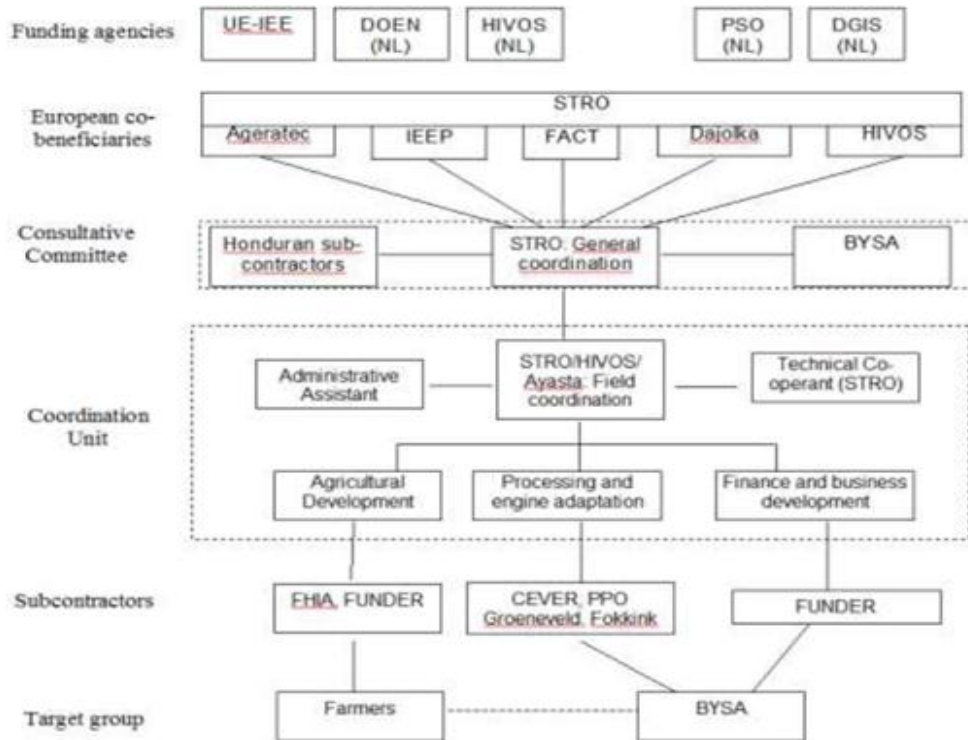 Funding agencies
UE-IEE
DOEN
(NL)
HIVOS
(NL)
PSO
(NL)
DGIS
(NL)
European co-
beneficiaries
STRO
Ageratec
IEEP
FACT
Dajolka
HIVOS
Consultative
Committee
Honduran sub-
contractors
STRO. General
coordination
BYSA
Coordination
Unit
Administrative
Assistant
STRO/HIVOS/
Ayasta: Field
coordination
Technical Co-
operant (STRO)
Agricultural
Development
Processing and
engine adaptation
Finance and business
development
Subcontractors
FHIA, FUNDER
CEVER, PPO
Groeneveld, Fokkink
FUNDER
Target group
Farmers
BYSA